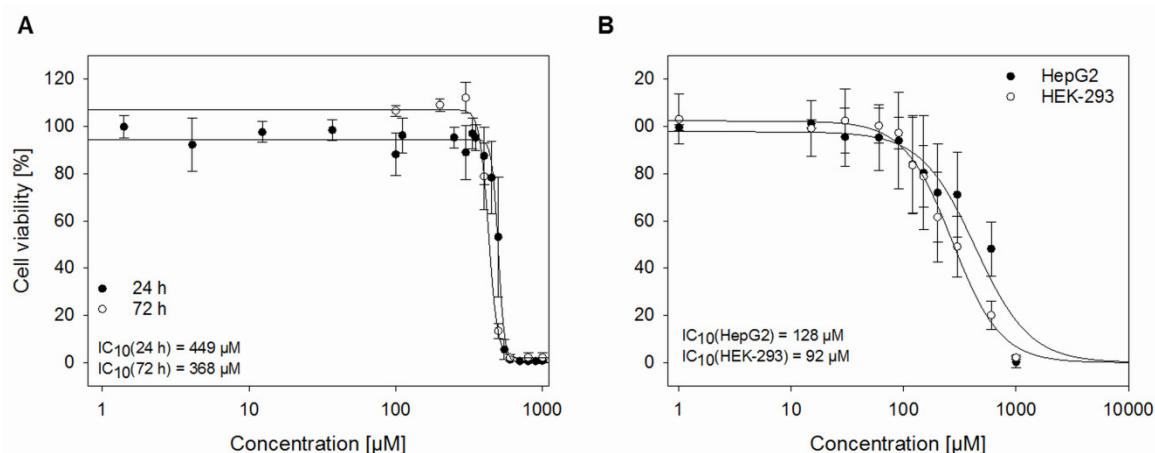 A
120
100
80
60
40
20
0
Cell viability [%]
24 h
72 h
IC10(24 h) = 449 µM
IC10(72 h) = 368 µM
1
10
100
1000
Concentration [µM]
B
20
00
80
60
40
20
0
HepG2
HEK-293
IC10(HepG2) = 128 µM
IC10(HEK-293) = 92 µM
1
10
100
1000
10000
Concentration [µM]